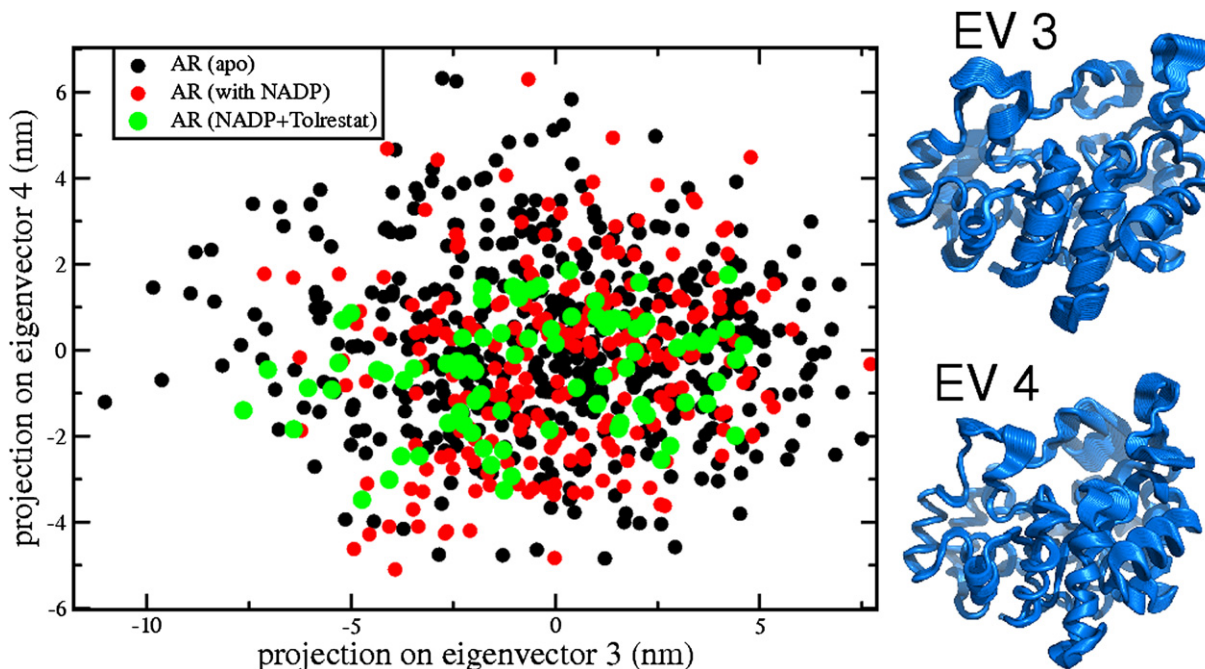 AR (apo)
AR (with NADP)
AR (NADP+Tolrestat)
6
4
2
0
-2
-4
-6
projection on eigenvector 4 (nm)
-10
-5
0
5
projection on eigenvector 3 (nm)
EV 3
EV 4